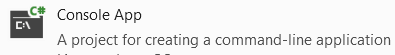 C#
C:\
Console App
A project for creating a command-line application